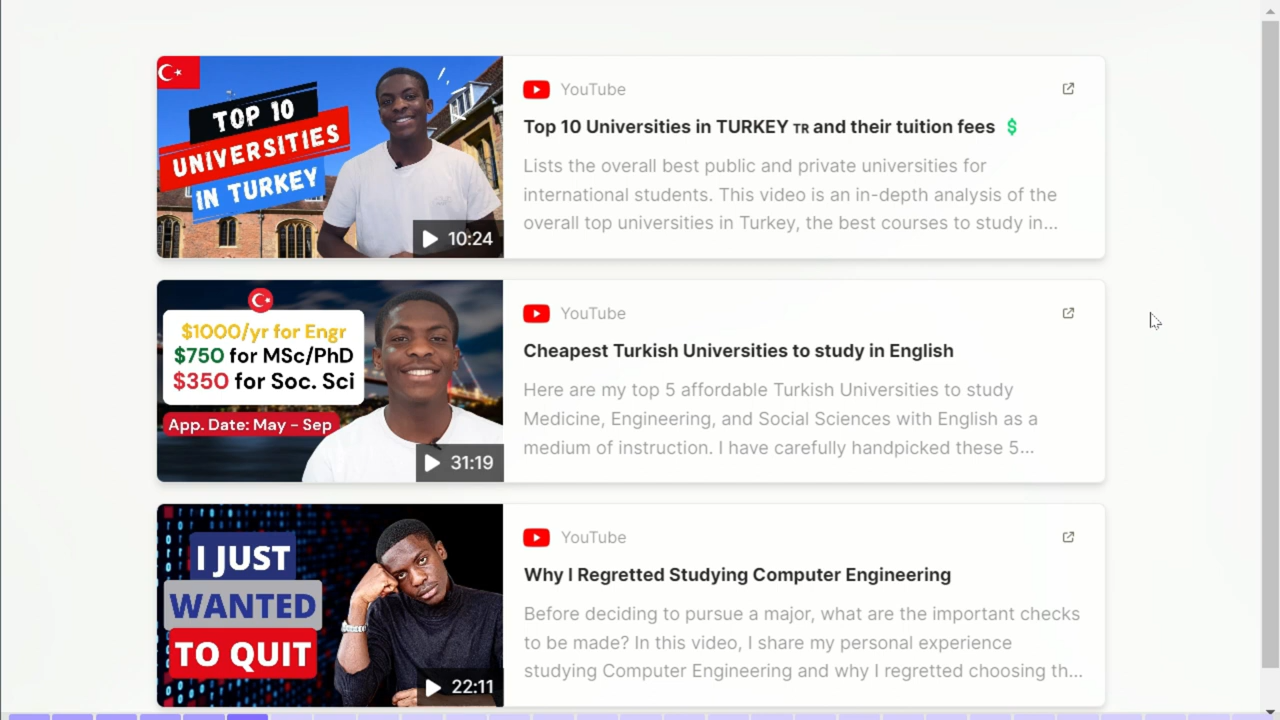 TOP 10
UNIVERSITIES
IN TURKEY
10:24
YouTube
Top 10 Universities in TURKEY TR and their tuition fees $
Lists the overall best public and private universities for
international students. This video is an in-depth analysis of the
overall top universities in Turkey, the best courses to study in...
$1000/yr for Engr
$750 for MSc/PhD
$350 for Soc. Sci
App. Date: May - Sep
31:19
YouTube
Cheapest Turkish Universities to study in English
Here are my top 5 affordable Turkish Universities to study
Medicine, Engineering, and Social Sciences with English as a
medium of instruction. I have carefully handpicked these 5...
I JUST
WANTED
TO QUIT
22:11
YouTube
Why I Regretted Studying Computer Engineering
Before deciding to pursue a major, what are the important checks
to be made? In this video, I share my personal experience
studying Computer Engineering and why I regretted choosing th...